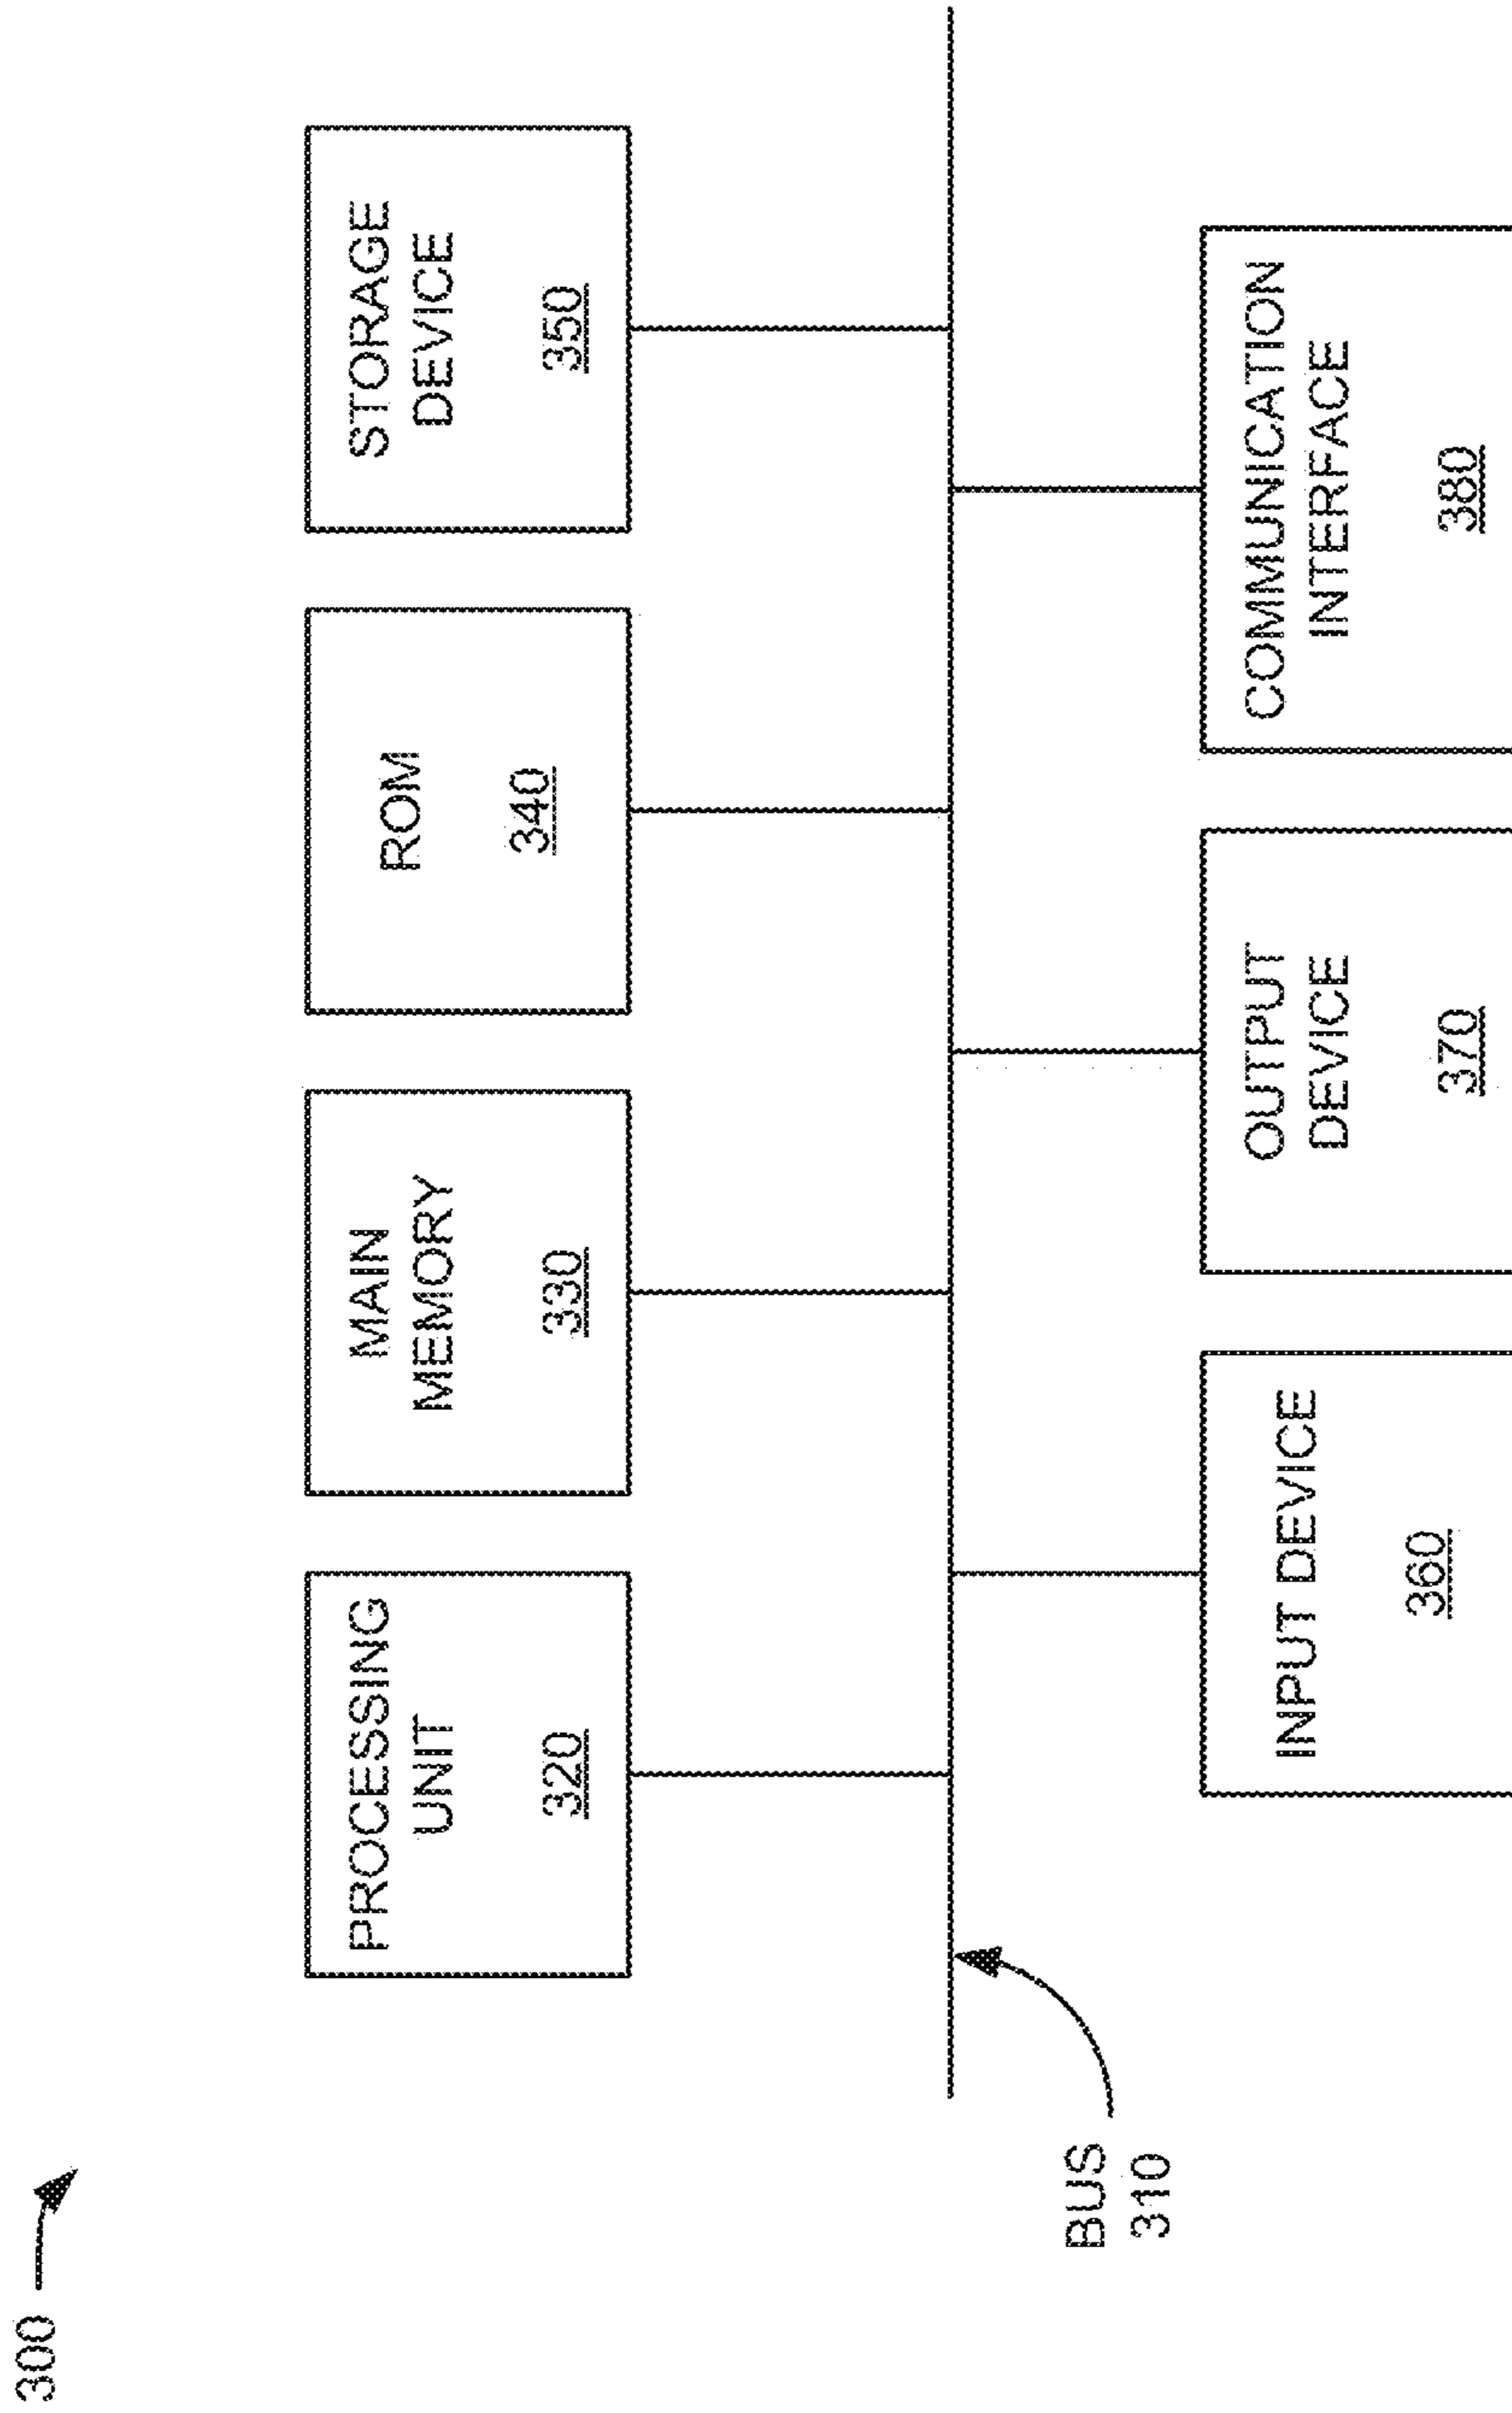 300
PROCESSING
UNIT
320
MAIN
MEMORY
330
ROM
340
STORAGE
DEVICE
350
BUS
310
INPUT DEVICE
360
OUTPUT
DEVICE
370
COMMUNICATION
INTERFACE
380